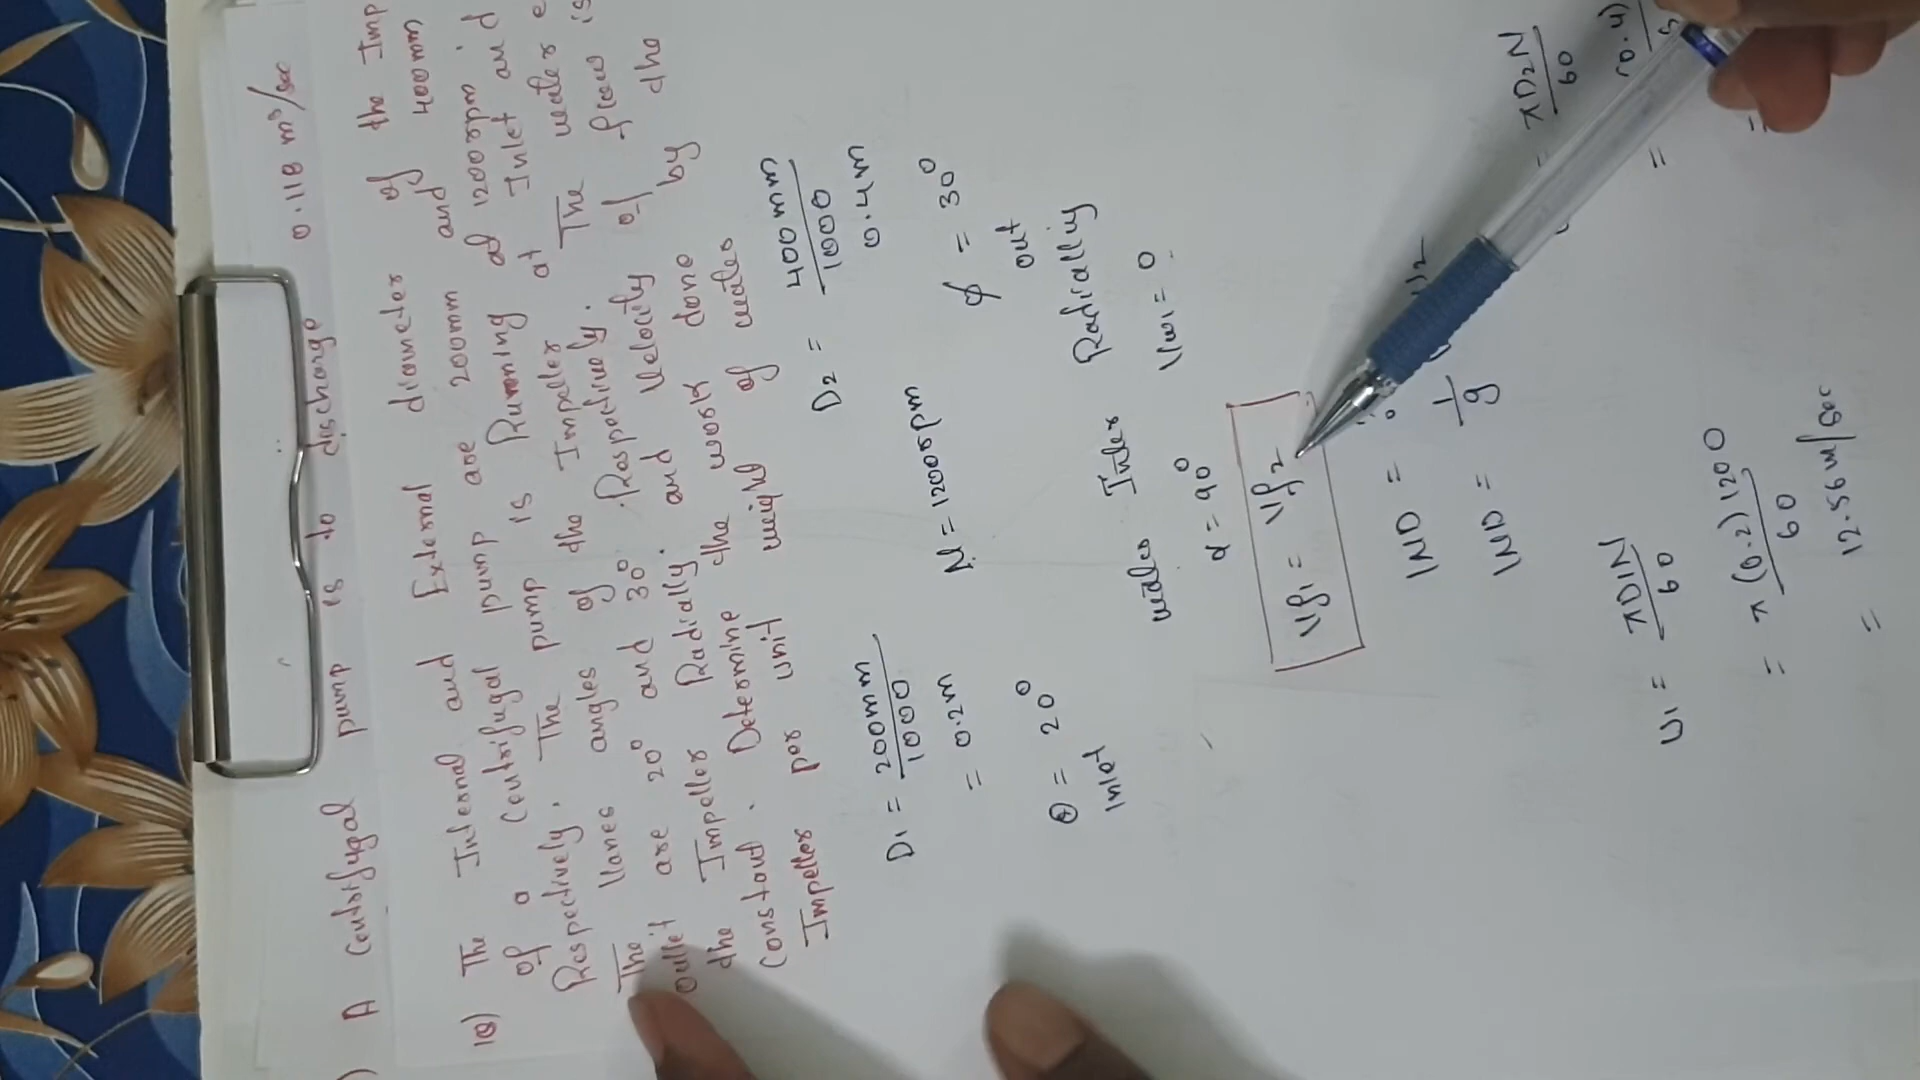 A Centrifugal pump is to discharge 0.118 m³/sec
1Q) The Internal and External diameter of the Imp
of a Centrifugal pump are 200mm and 400mm
Respectively. The pump is Running at 1200rpm.
The Vanes angles of the Impeller at Inlet and
outlet are 20° and 30° Respectively. The water e
the Impeller Radially. and Velocity of flow is
Constant. Determine the work done by the
Impeller per unit weight of water
D1 = 200mm / 1000
= 0.2m
D2 = 400mm / 1000
0.4m
θ = 20°
Inlet
N = 1200rpm
φ = 30°
out
water Inlet Radially
α = 90°
Vw1 = 0
Vf1 = Vf2
WD =
WD = 1/g
U1 = πD1N / 60
= π(0.2)1200 / 60
= 12.56 m/sec
= πD2N / 60
=
=